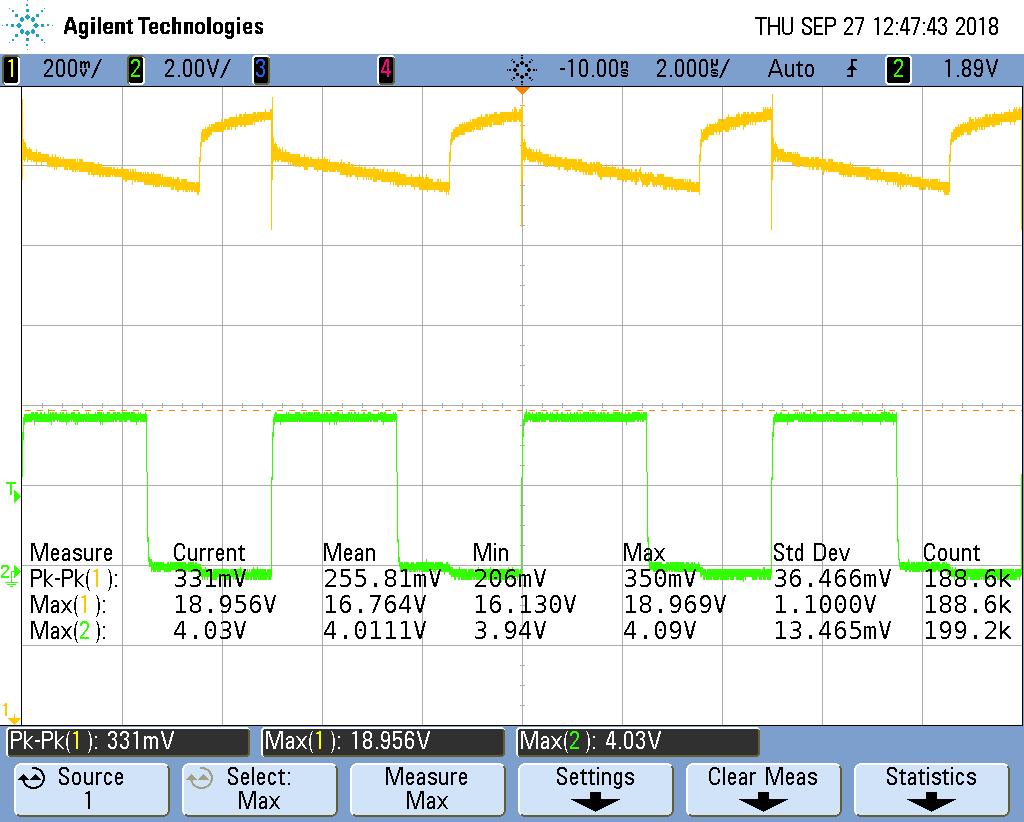 Agilent Technologies THU SEP 27 12:47:43 2018
1 200mV/ 2 2.00V/ 3 4 -10.00s 2.000s/ Auto 2 1.89V
T
Measure Current Mean Min Max Std Dev Count
2 Pk-Pk(1): 331mV 255.81mV 206mV 350mV 36.466mV 188.6k
Max(1): 18.956V 16.764V 16.130V 18.969V 1.1000V 188.6k
Max(2): 4.03V 4.0111V 3.94V 4.09V 13.465mV 199.2k
1
Pk-Pk(1): 331mV Max(1): 18.956V Max(2): 4.03V
Source Select: Measure Settings Clear Meas Statistics
1 Max Max